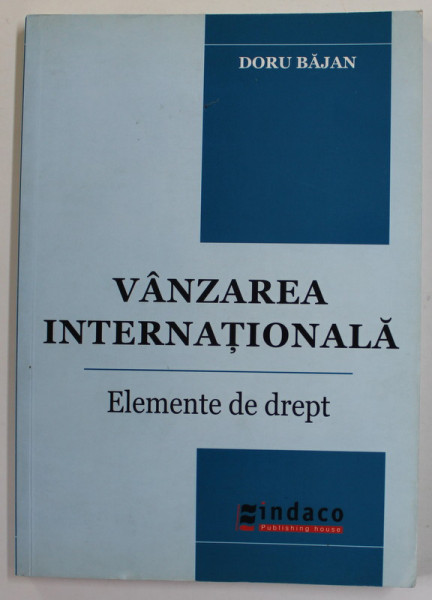 DORU BĂJAN
VÂNZAREA
INTERNAȚIONALĂ
Elemente de drept
indaco
Publishing house